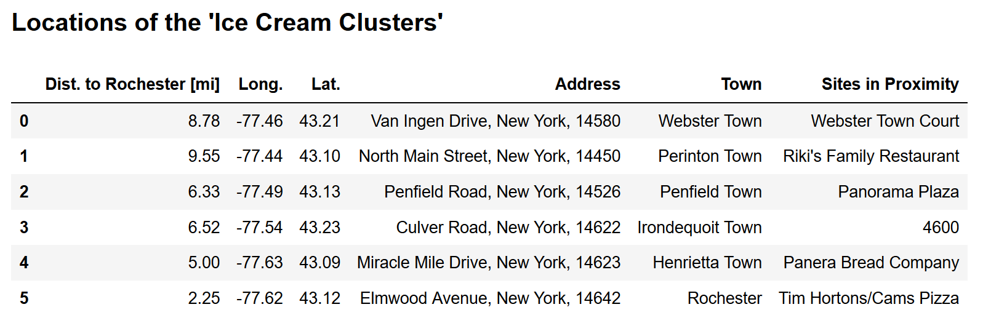 Locations of the 'Ice Cream Clusters'
Dist. to Rochester [mi] Long. Lat. Address Town Sites in Proximity
0 8.78 -77.46 43.21 Van Ingen Drive, New York, 14580 Webster Town Webster Town Court
1 9.55 -77.44 43.10 North Main Street, New York, 14450 Perinton Town Riki's Family Restaurant
2 6.33 -77.49 43.13 Penfield Road, New York, 14526 Penfield Town Panorama Plaza
3 6.52 -77.54 43.23 Culver Road, New York, 14622 Irondequoit Town 4600
4 5.00 -77.63 43.09 Miracle Mile Drive, New York, 14623 Henrietta Town Panera Bread Company
5 2.25 -77.62 43.12 Elmwood Avenue, New York, 14642 Rochester Tim Hortons/Cams Pizza